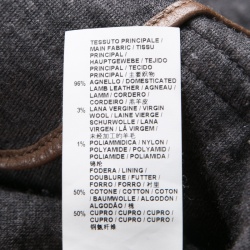 TESSUTO PRINCIPALE /
MAIN FABRIC / TISSU
PRINCIPAL /
HAUPTGEWEBE / TEJIDO
PRINCIPAL / TECIDO
PRINCIPAL / 主要织物
96% AGNELLO / DOMESTICATED
LAMB LEATHER / AGNEAU /
LAMM / CORDERO /
CORDEIRO / 羔羊皮
3% LANA VERGINE / VIRGIN
WOOL / LAINE VIERGE /
SCHURWOLLE / LANA
VIRGEN / LÃ VIRGEM /
未经加工的羊毛
1% POLIAMMIDICA / NYLON /
POLYAMIDE / POLYAMID /
POLIAMIDA / POLIAMIDA /
锦纶
FODERA / LINING /
DOUBLURE / FUTTER /
FORRO / FORRO / 衬里
50% COTONE / COTTON / COTON
/ BAUMWOLLE / ALGODON /
ALGODÃO / 棉
50% CUPRO / CUPRO / CUPRO /
CUPRO / CUPRO / CUPRO /
铜氨纤维